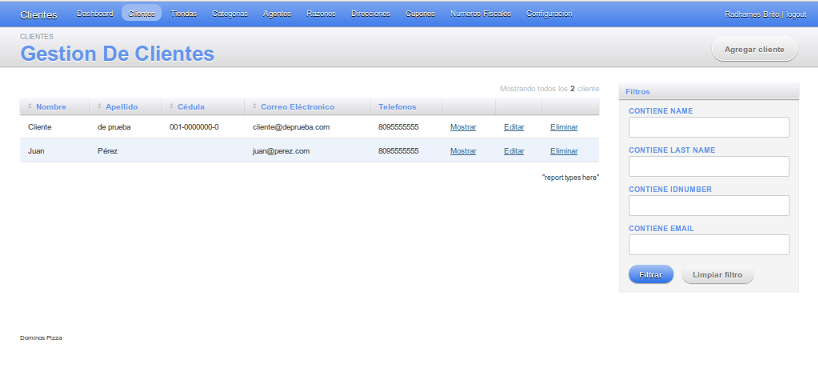 Clientes Dashboard Clientes Tiendas Categorias Agentes Razones Direcciones Cupones Numeros Fiscales Configuracion Radhames Brito | logout
CLIENTES
Gestion De Clientes
Agregar cliente
Mostrando todos los 2 cliente
Nombre Apellido Cédula Correo Eléctronico Telefonos
Cliente de prueba 001-0000000-0 cliente@deprueba.com 8095555555 Mostrar Editar Eliminar
Juan Pérez juan@perez.com 8095555555 Mostrar Editar Eliminar
"report types here"
Filtros
CONTIENE NAME
CONTIENE LAST NAME
CONTIENE IDNUMBER
CONTIENE EMAIL
Filtrar Limpiar filtro
Dominos Pizza